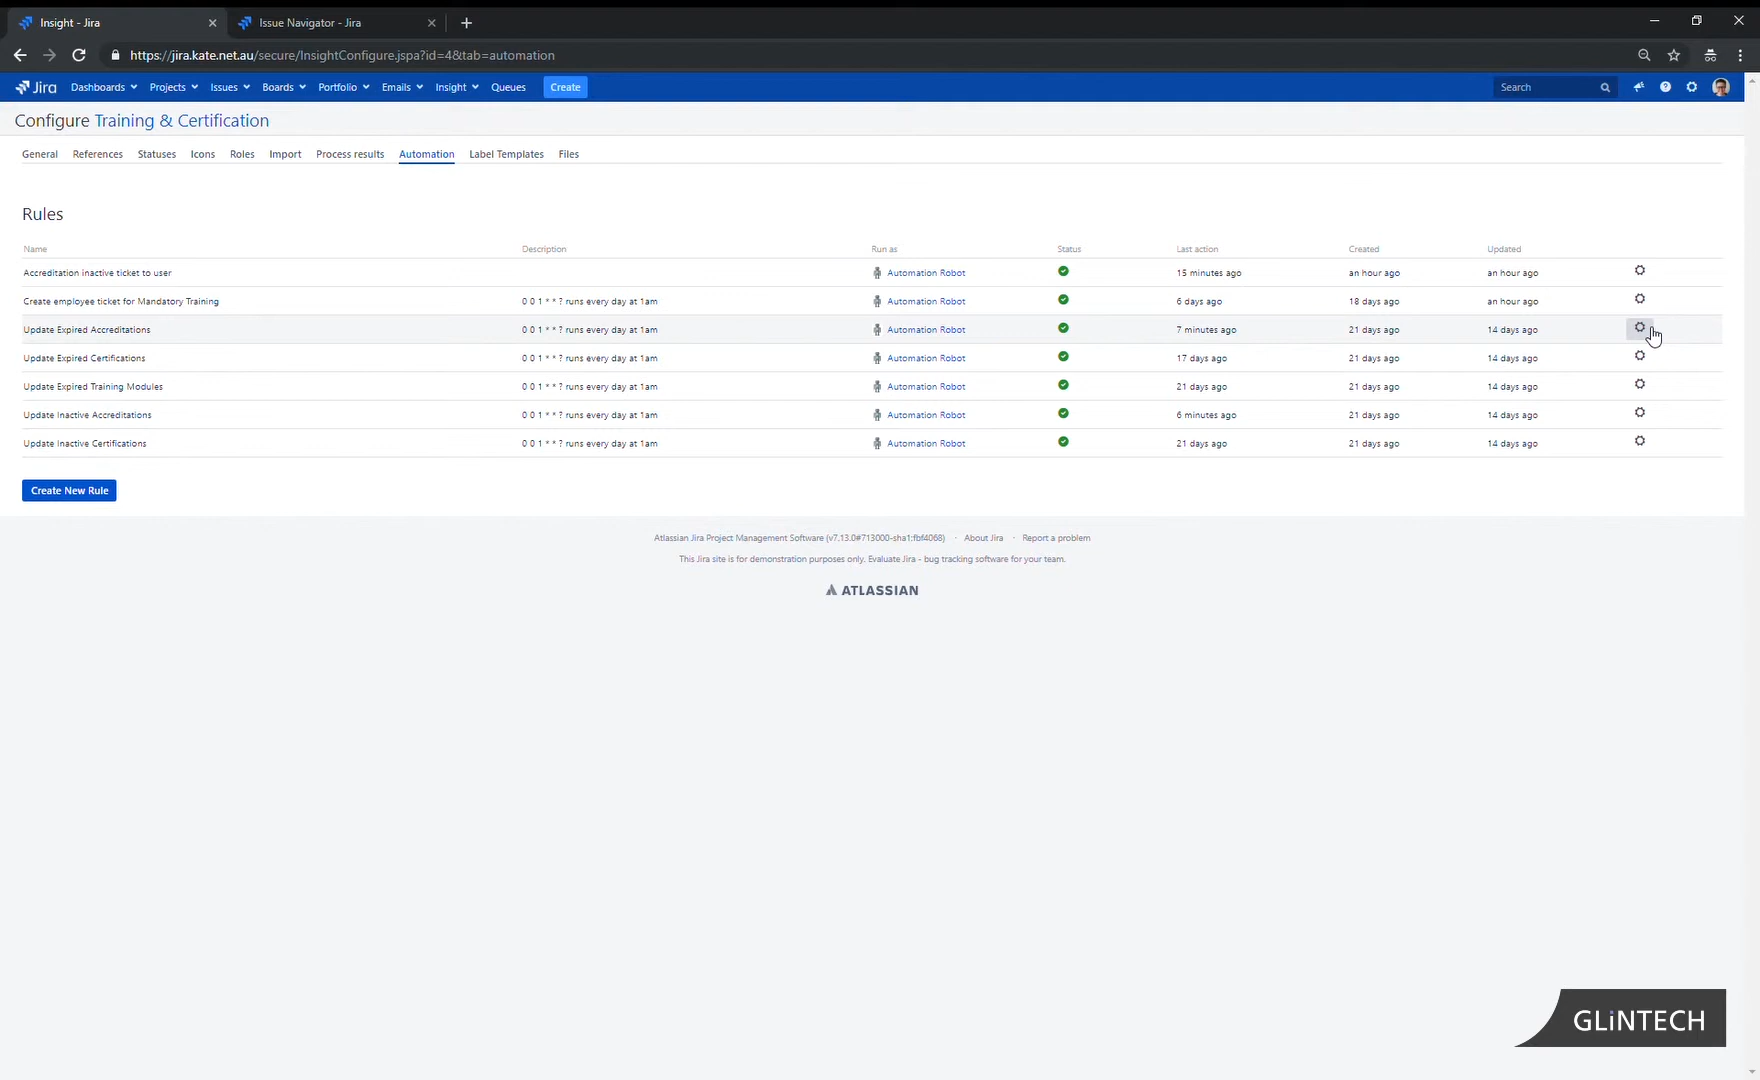 Insight - Jira
Issue Navigator - Jira
https://jira.kate.net.au/secure/InsightConfigure.jspa?id=4&tab=automation
Jira Dashboards Projects Issues Boards Portfolio Emails Insight Queues Create Search
Configure Training & Certification
General References Statuses Icons Roles Import Process results Automation Label Templates Files
Rules
Name Description Run as Status Last action Created Updated
Accreditation inactive ticket to user Automation Robot 15 minutes ago an hour ago an hour ago
Create employee ticket for Mandatory Training 0 0 1 * * ? runs every day at 1am Automation Robot 6 days ago 18 days ago an hour ago
Update Expired Accreditations 0 0 1 * * ? runs every day at 1am Automation Robot 7 minutes ago 21 days ago 14 days ago
Update Expired Certifications 0 0 1 * * ? runs every day at 1am Automation Robot 17 days ago 21 days ago 14 days ago
Update Expired Training Modules 0 0 1 * * ? runs every day at 1am Automation Robot 21 days ago 21 days ago 14 days ago
Update Inactive Accreditations 0 0 1 * * ? runs every day at 1am Automation Robot 6 minutes ago 21 days ago 14 days ago
Update Inactive Certifications 0 0 1 * * ? runs every day at 1am Automation Robot 21 days ago 21 days ago 14 days ago
Create New Rule
Atlassian Jira Project Management Software (v7.13.0#713000-sha1:fbf4068) · About Jira · Report a problem
This Jira site is for demonstration purposes only. Evaluate Jira - bug tracking software for your team.
ATLASSIAN
GLiNTECH